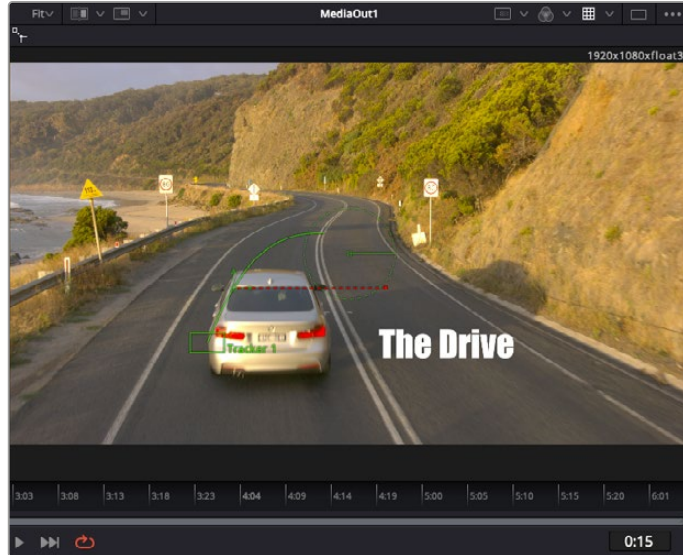 Fit MediaOut1
1920x1080xfloat3
Tracker 1
The Drive
3:03 3:08 3:13 3:18 3:23 4:04 4:09 4:14 4:19 5:00 5:05 5:10 5:15 5:20 6:01
0:15